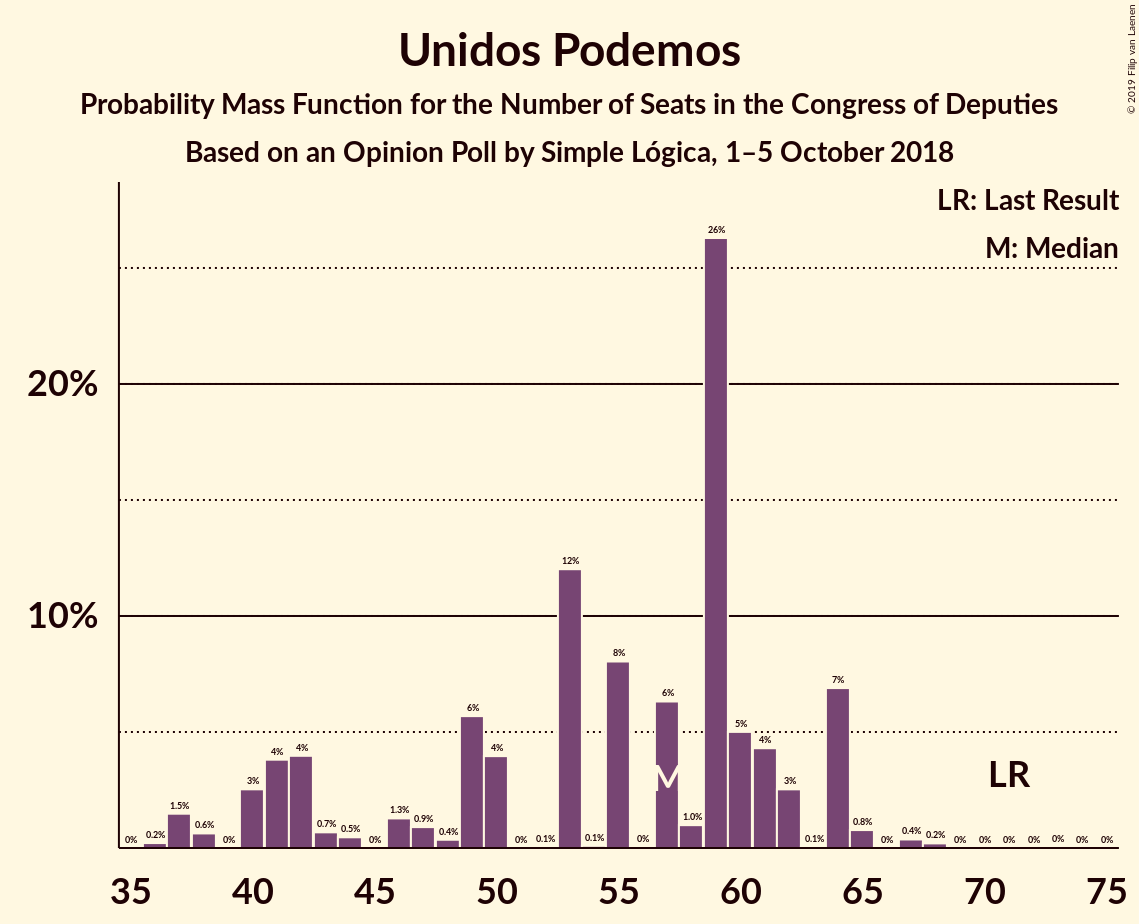 Unidos Podemos
Probability Mass Function for the Number of Seats in the Congress of Deputies
Based on an Opinion Poll by Simple Lógica, 1–5 October 2018
© 2019 Filip van Laenen
LR: Last Result
M: Median
20%
10%
0% 0.2% 1.5% 0.6% 0% 3% 4% 4% 0.7% 0.5% 0% 1.3% 0.9% 0.4% 6% 4% 0% 0.1% 12% 0.1% 8% 0% 6% 1.0% 26% 5% 4% 3% 0.1% 7% 0.8% 0% 0.4% 0.2% 0% 0% 0% 0% 0% 0% 0%
M
LR
35 40 45 50 55 60 65 70 75